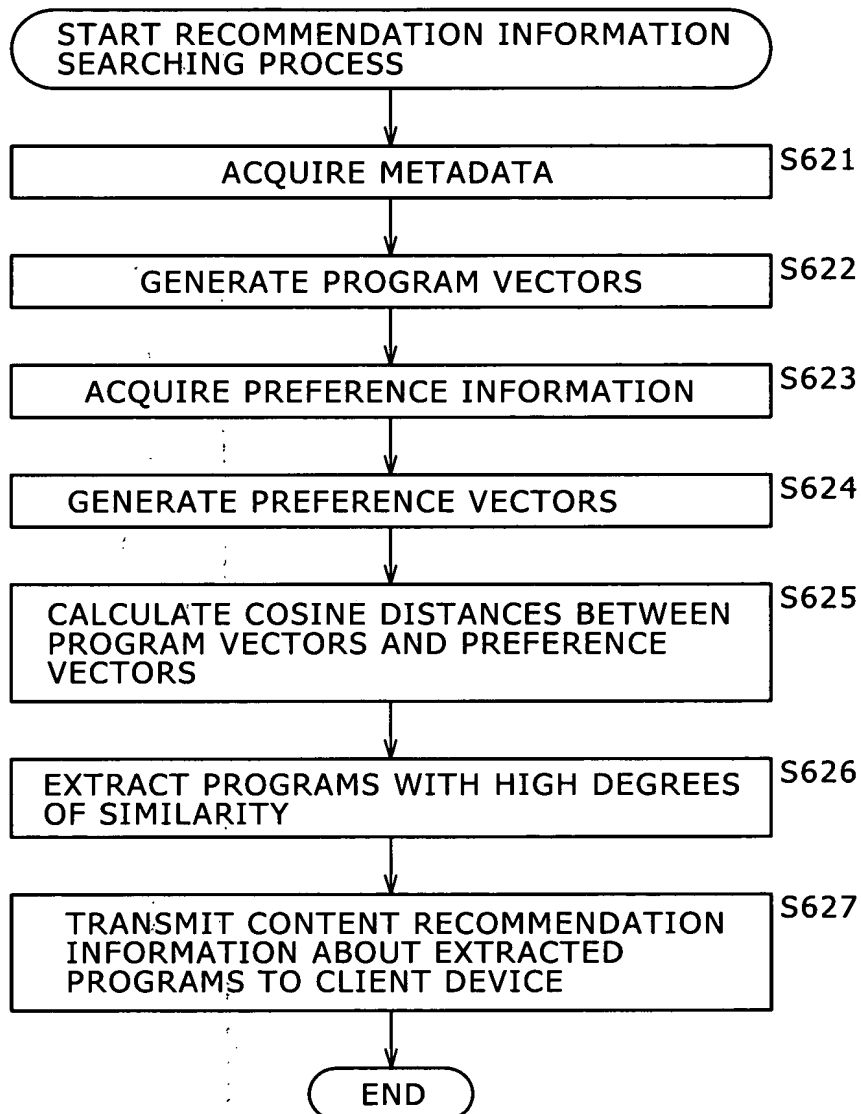 START RECOMMENDATION INFORMATION
SEARCHING PROCESS
S621
ACQUIRE METADATA
S622
GENERATE PROGRAM VECTORS
S623
ACQUIRE PREFERENCE INFORMATION
S624
GENERATE PREFERENCE VECTORS
S625
CALCULATE COSINE DISTANCES BETWEEN
PROGRAM VECTORS AND PREFERENCE
VECTORS
S626
EXTRACT PROGRAMS WITH HIGH DEGREES
OF SIMILARITY
S627
TRANSMIT CONTENT RECOMMENDATION
INFORMATION ABOUT EXTRACTED
PROGRAMS TO CLIENT DEVICE
END